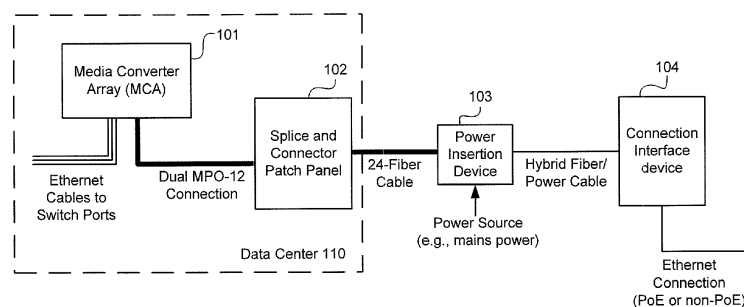 101
Media Converter
Array (MCA)
102
Splice and
Connector
Patch Panel
103
Power
Insertion
Device
104
Connection
Interface
device
Ethernet
Cables to
Switch Ports
Dual MPO-12
Connection
24-Fiber
Cable
Hybrid Fiber/
Power Cable
Power Source
(e.g., mains power)
Data Center 110
Ethernet
Connection
(PoE or non-PoE)